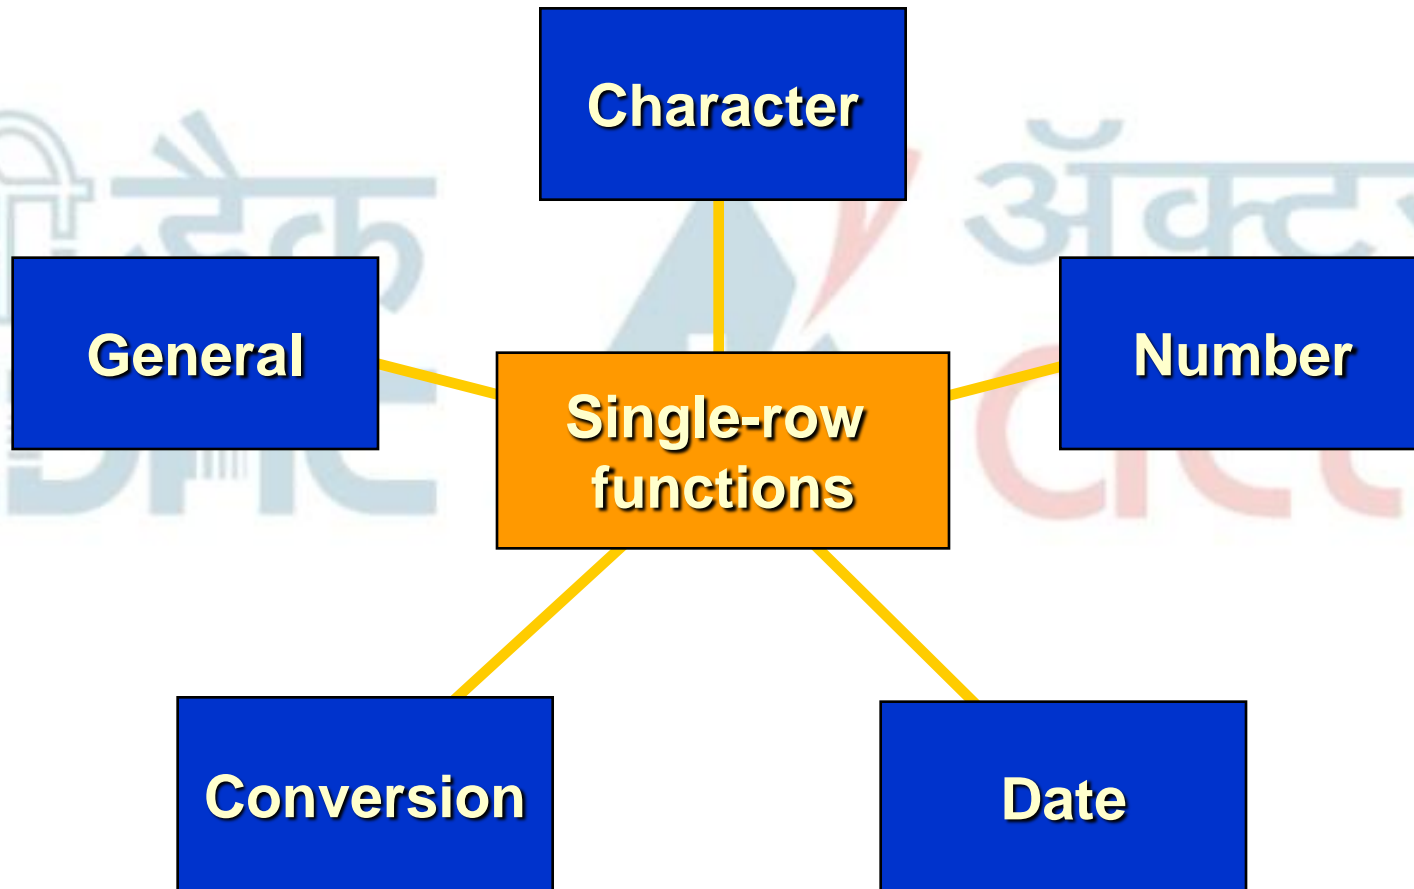 Character
General
Number
Single-row
functions
Conversion
Date